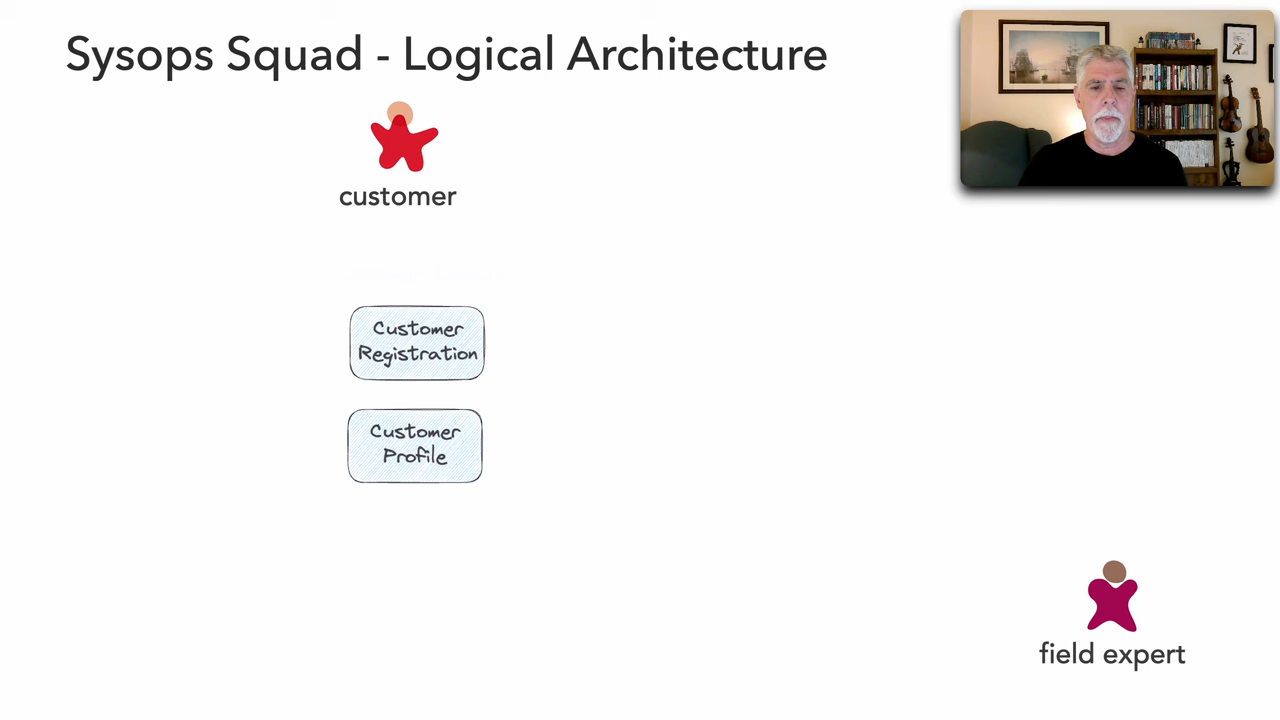 Sysops Squad - Logical Architecture
customer
Customer
Registration
Customer
Profile
field expert